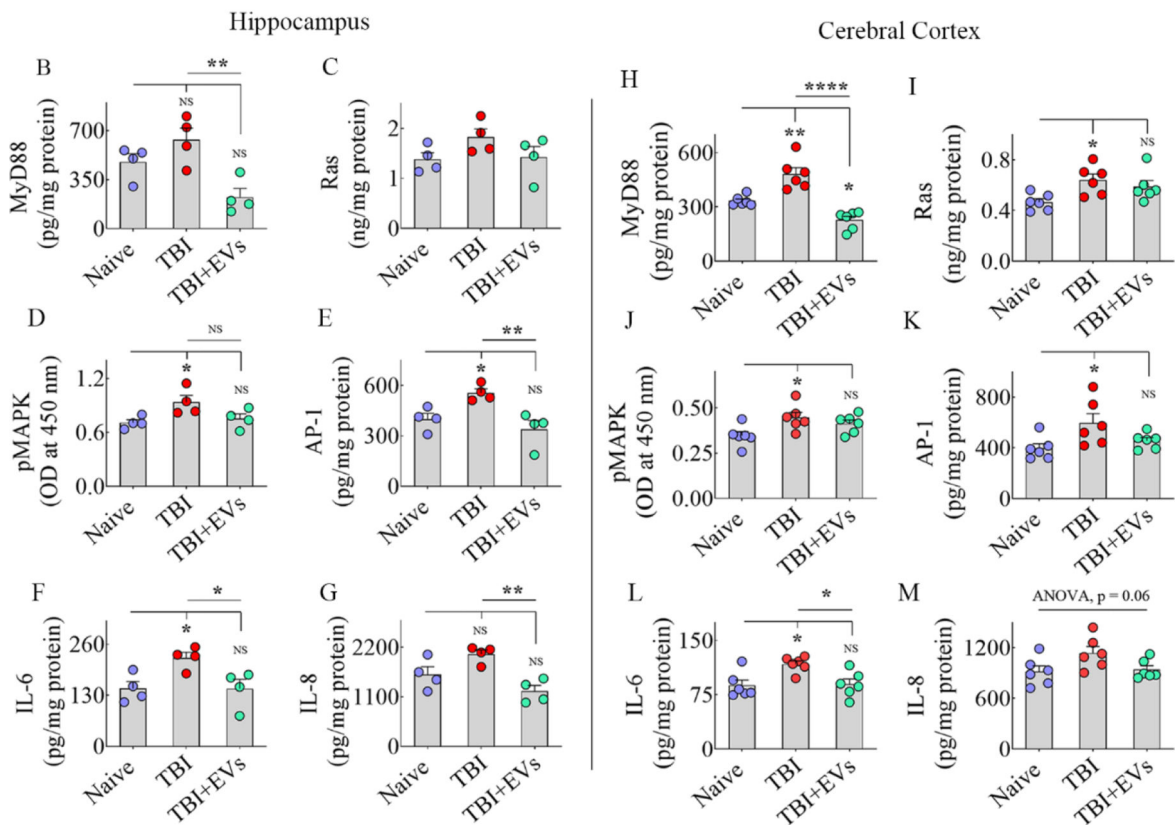 Hippocampus
Cerebral Cortex
B
**
NS
NS
MyD88
(pg/mg protein)
700
350
0
Naive
TBI
TBI+EVs
C
Ras
(ng/mg protein)
2
1
0
Naive
TBI
TBI+EVs
H
****
**
*
MyD88
(pg/mg protein)
600
300
0
Naive
TBI
TBI+EVs
I
*
NS
Ras
(ng/mg protein)
0.8
0.4
0.0
Naive
TBI
TBI+EVs
D
NS
*
NS
pMAPK
(OD at 450 nm)
1.2
0.6
0.0
Naive
TBI
TBI+EVs
E
**
*
NS
AP-1
(pg/mg protein)
600
300
0
Naive
TBI
TBI+EVs
J
*
NS
pMAPK
(OD at 450 nm)
0.50
0.25
0.00
Naive
TBI
TBI+EVs
K
*
NS
AP-1
(pg/mg protein)
800
400
0
Naive
TBI
TBI+EVs
F
*
*
NS
IL-6
(pg/mg protein)
260
130
0
Naive
TBI
TBI+EVs
G
**
NS
NS
IL-8
(pg/mg protein)
2200
1100
0
Naive
TBI
TBI+EVs
L
*
*
NS
IL-6
(pg/mg protein)
150
75
0
Naive
TBI
TBI+EVs
M
ANOVA, p = 0.06
IL-8
(pg/mg protein)
1200
600
0
Naive
TBI
TBI+EVs